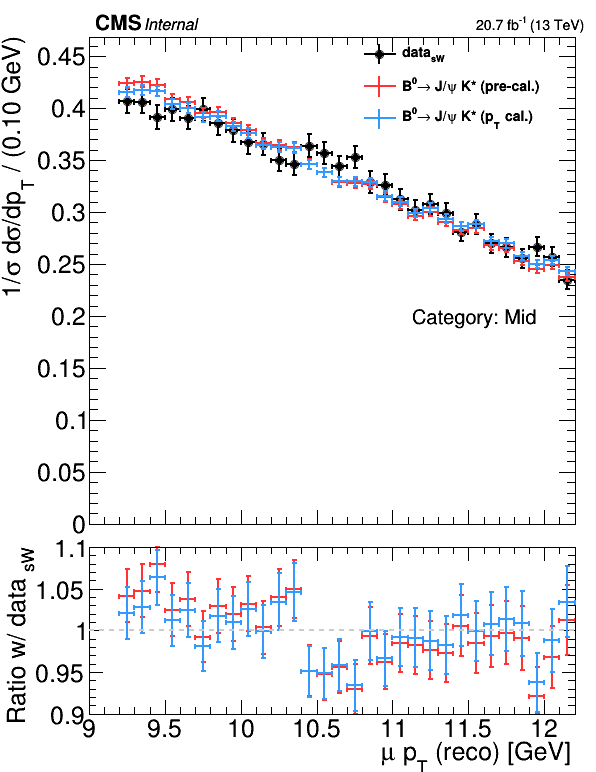 CMS Internal 20.7 fb⁻¹ (13 TeV)
1/σ dσ/dp_T / (0.10 GeV)
0.45
0.4
0.35
0.3
0.25
0.2
0.15
0.1
0.05
0
data_sW
B⁰→ J/ψ K* (pre-cal.)
B⁰→ J/ψ K* (p_T cal.)
Category: Mid
Ratio w/ data_sW
1.1
1.05
1
0.95
0.9
9 9.5 10 10.5 11 11.5 12
μ p_T (reco) [GeV]